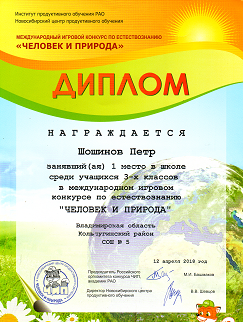 Институт продуктивного обучения РАО
Новосибирский центр продуктивного обучения
МЕЖДУНАРОДНЫЙ ИГРОВОЙ КОНКУРС ПО ЕСТЕСТВОЗНАНИЮ
«ЧЕЛОВЕК И ПРИРОДА»
ДИПЛОМ
НАГРАЖДАЕТСЯ
Шошинов Петр
занявший(ая) 1 место в школе
среди учащихся 3-х классов
в международном игровом
конкурсе по естествознанию
"ЧЕЛОВЕК И ПРИРОДА"
Владимирская область
Кольчугинский район
СОШ № 5
12 апреля 2018 год
Председатель Российского
оргкомитета конкурса ЧИП,
академик РАО
М.И. Башмаков
Директор Новосибирского центра
продуктивного обучения
В.В. Шевцов